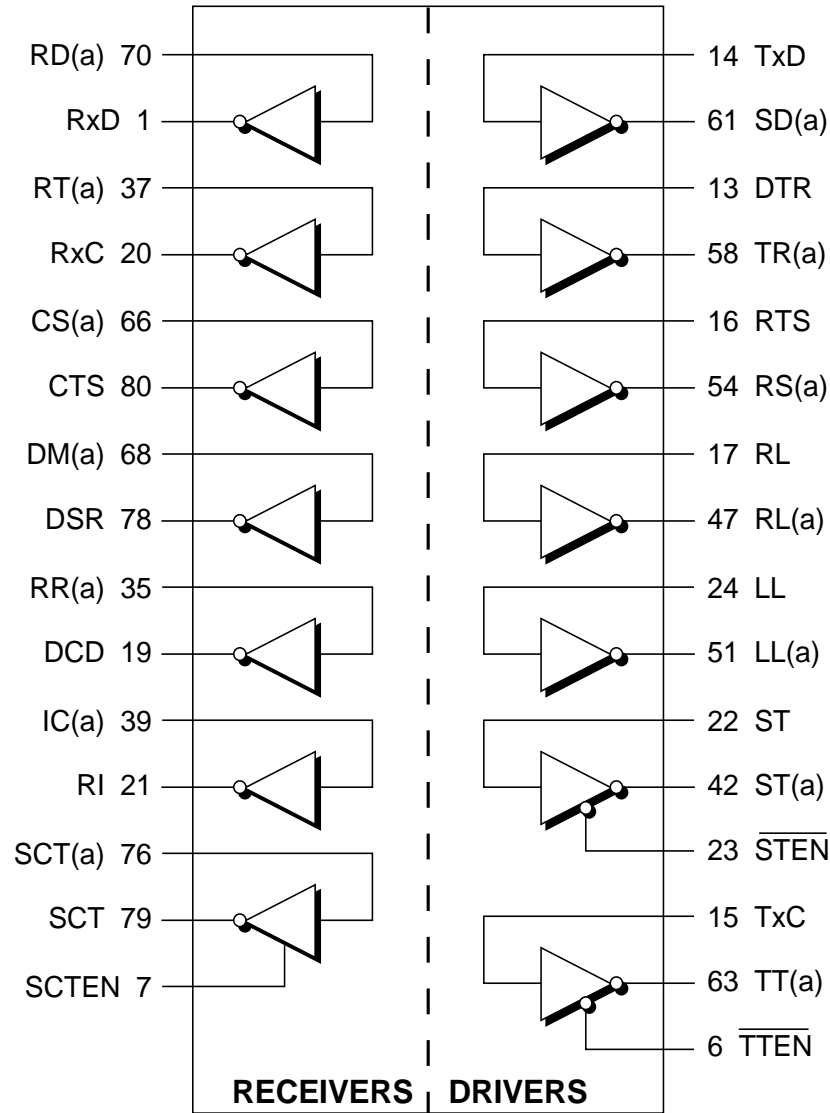 RD(a) 70
RxD 1
RT(a) 37
RxC 20
CS(a) 66
CTS 80
DM(a) 68
DSR 78
RR(a) 35
DCD 19
IC(a) 39
RI 21
SCT(a) 76
SCT 79
SCTEN 7
14 TxD
61 SD(a)
13 DTR
58 TR(a)
16 RTS
54 RS(a)
17 RL
47 RL(a)
24 LL
51 LL(a)
22 ST
42 ST(a)
23 S̅T̅E̅N̅
15 TxC
63 TT(a)
6 T̅T̅E̅N̅
RECEIVERS DRIVERS